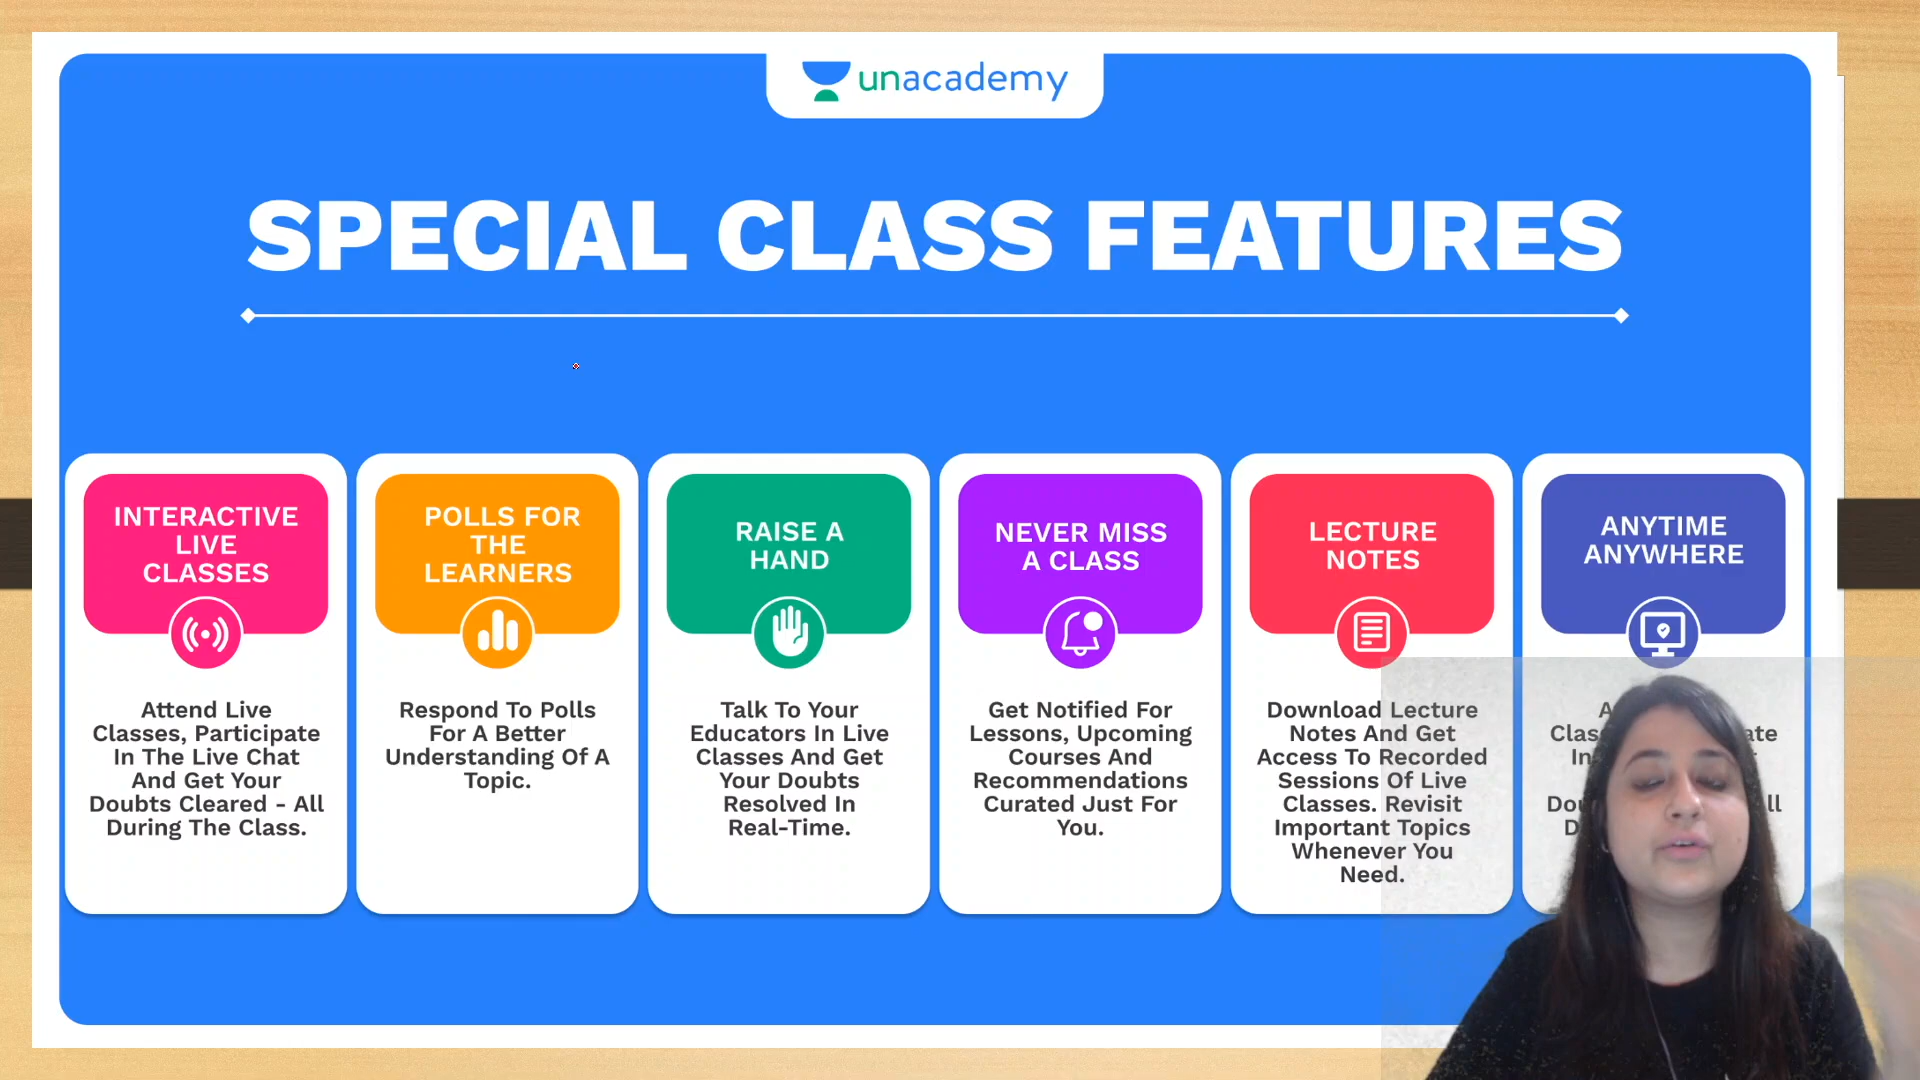 unacademy
SPECIAL CLASS FEATURES
INTERACTIVE
LIVE
CLASSES
Attend Live
Classes, Participate
In The Live Chat
And Get Your
Doubts Cleared - All
During The Class.
POLLS FOR
THE
LEARNERS
Respond To Polls
For A Better
Understanding Of A
Topic.
RAISE A
HAND
Talk To Your
Educators In Live
Classes And Get
Your Doubts
Resolved In
Real-Time.
NEVER MISS
A CLASS
Get Notified For
Lessons, Upcoming
Courses And
Recommendations
Curated Just For
You.
LECTURE
NOTES
Download Lecture
Notes And Get
Access To Recorded
Sessions Of Live
Classes. Revisit
Important Topics
Whenever You
Need.
ANYTIME
ANYWHERE